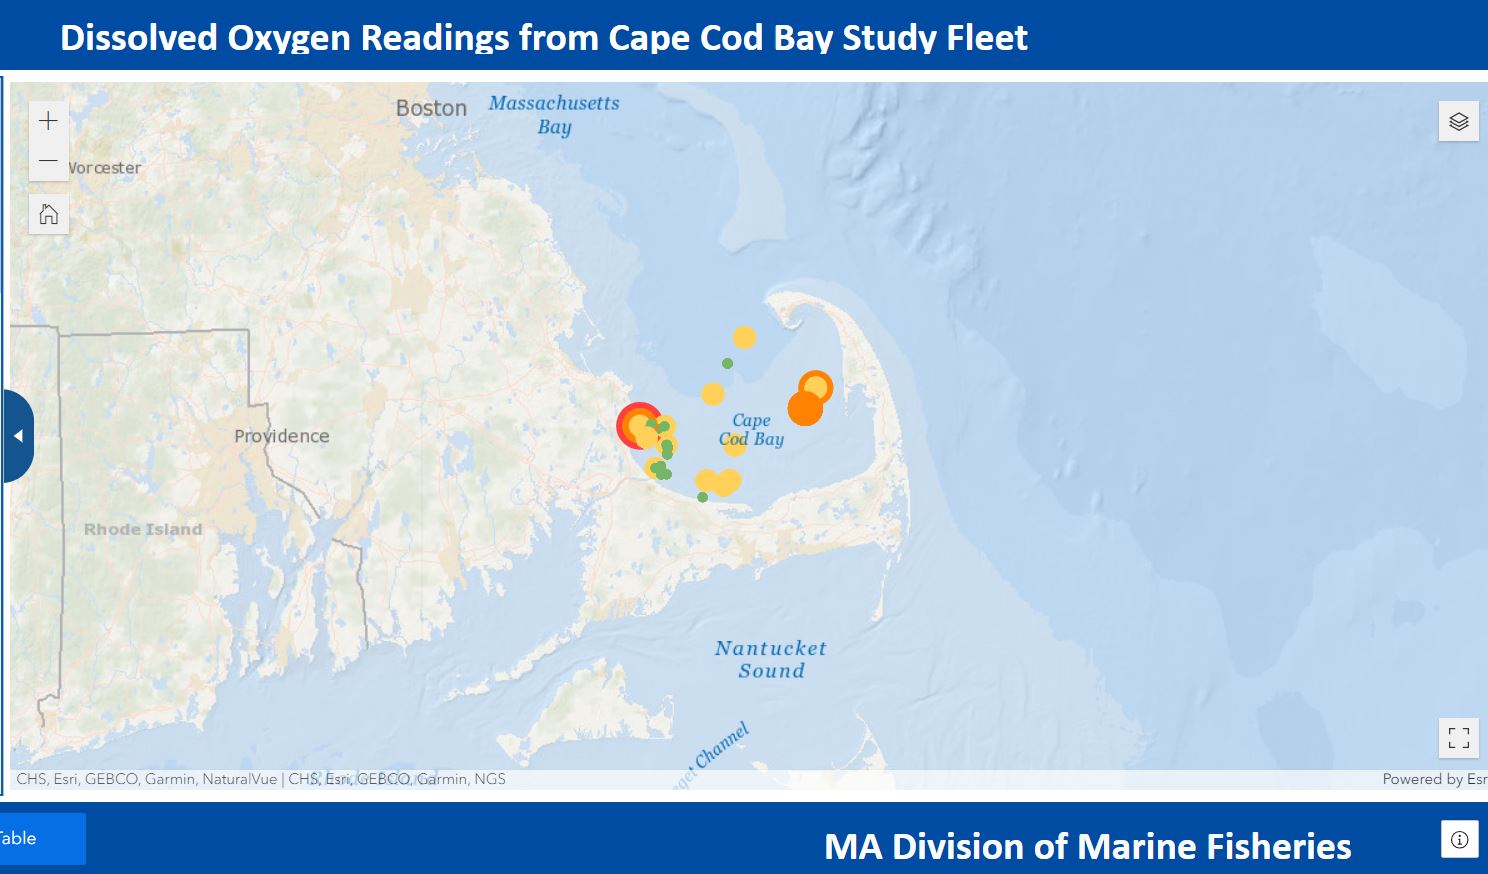 Dissolved Oxygen Readings from Cape Cod Bay Study Fleet
Boston
Massachusetts
Bay
Worcester
Cape
Cod Bay
Providence
Rhode Island
Nantucket
Sound
Channel
CHS, Esri, GEBCO, Garmin, NaturalVue | CHS, Esri, GEBCO, Garmin, NGS
Powered by Esr
Table
MA Division of Marine Fisheries